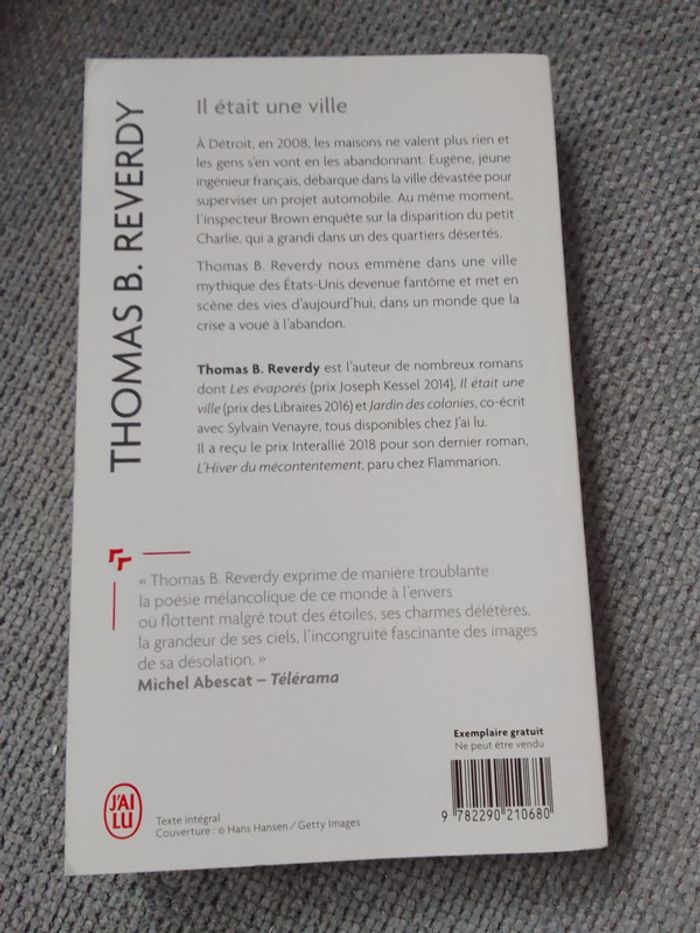 THOMAS B. REVERDY
Il était une ville
À Détroit, en 2008, les maisons ne valent plus rien et
les gens s'en vont en les abandonnant. Eugène, jeune
ingénieur français, débarque dans la ville dévastée pour
superviser un projet automobile. Au même moment,
l'inspecteur Brown enquête sur la disparition du petit
Charlie, qui a grandi dans un des quartiers désertés.
Thomas B. Reverdy nous emmène dans une ville
mythique des États-Unis devenue fantôme et met en
scène des vies d'aujourd'hui, dans un monde que la
crise a voué à l'abandon.
Thomas B. Reverdy est l'auteur de nombreux romans
dont Les évaporés (prix Joseph Kessel 2014), Il était une
ville (prix des Libraires 2016) et Jardin des colonies, co-écrit
avec Sylvain Venayre, tous disponibles chez J'ai lu.
Il a reçu le prix Interallié 2018 pour son dernier roman,
L'Hiver du mécontentement, paru chez Flammarion.
« Thomas B. Reverdy exprime de manière troublante
la poésie mélancolique de ce monde à l'envers
où flottent malgré tout des étoiles, ses charmes délétères,
la grandeur de ses ciels, l'incongruité fascinante des images
de sa désolation. »
Michel Abescat – Télérama
Exemplaire gratuit
Ne peut être vendu
9 782290 210680
J'AI
LU
Texte intégral
Couverture : © Hans Hansen / Getty Images